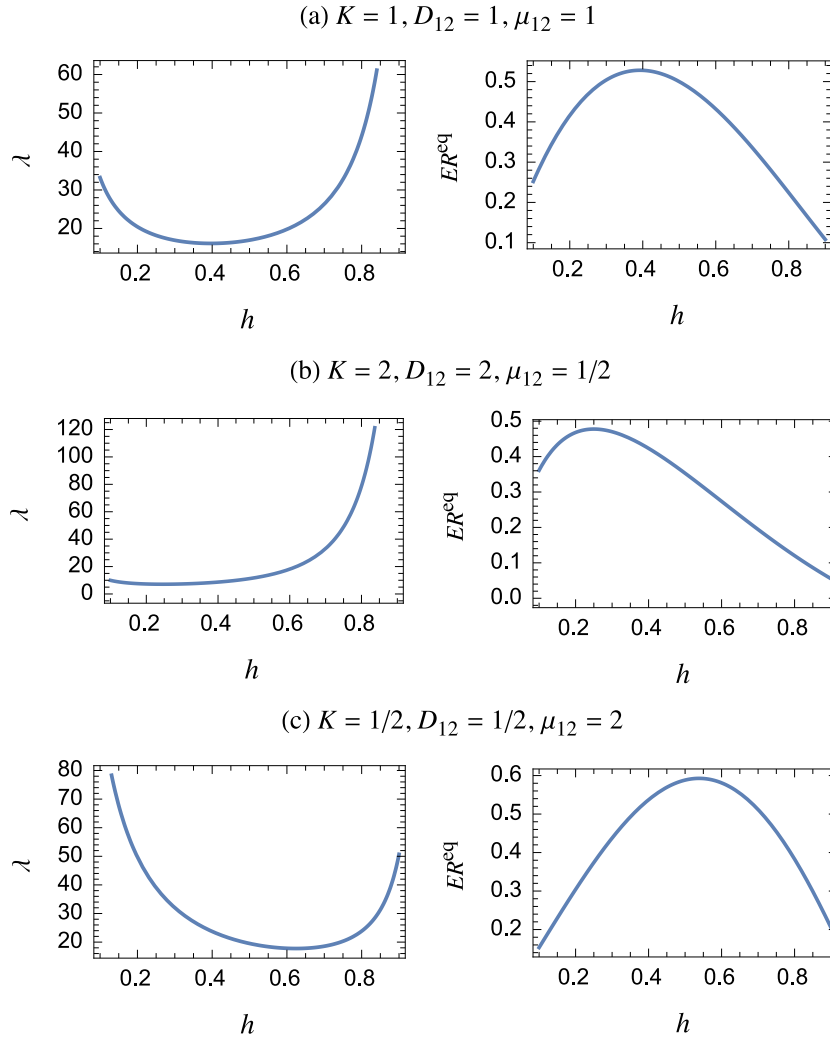 (a) K = 1, D₁₂ = 1, μ₁₂ = 1
60
50
40
30
20
λ
0.2 0.4 0.6 0.8
h
0.5
0.4
0.3
0.2
0.1
ER^eq
0.2 0.4 0.6 0.8
h
(b) K = 2, D₁₂ = 2, μ₁₂ = 1/2
120
100
80
60
40
20
0
λ
0.2 0.4 0.6 0.8
h
0.5
0.4
0.3
0.2
0.1
0.0
ER^eq
0.2 0.4 0.6 0.8
h
(c) K = 1/2, D₁₂ = 1/2, μ₁₂ = 2
80
70
60
50
40
30
20
λ
0.2 0.4 0.6 0.8
h
0.6
0.5
0.4
0.3
0.2
ER^eq
0.2 0.4 0.6 0.8
h